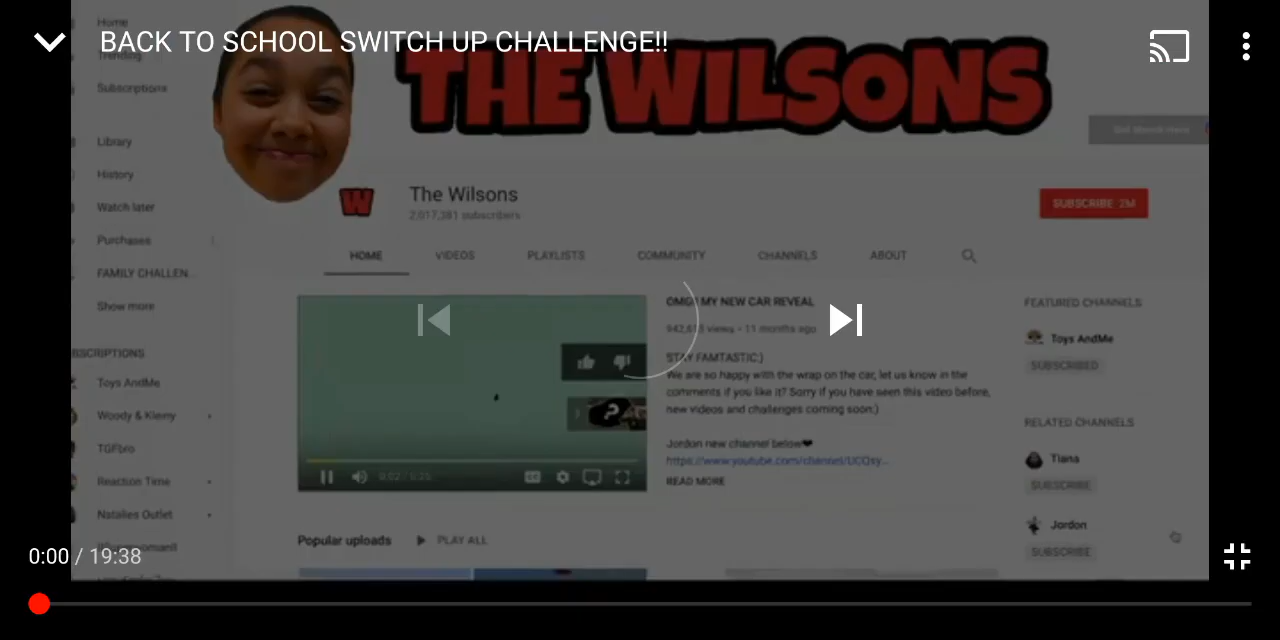 Home
BACK TO SCHOOL SWITCH UP CHALLENGE!!
Trending
Subscriptions
THE WILSONS
Library
History
Watch later
Purchases
FAMILY CHALLEN...
Show more
W
The Wilsons
2,017,381 subscribers
SUBSCRIBE 2M
HOME
VIDEOS
PLAYLISTS
COMMUNITY
CHANNELS
ABOUT
OMG! MY NEW CAR REVEAL
views • 11 months ago
STAY FAMTASTIC:)
We are so happy with the wrap on the car, let us know in the
comments if you like it? Sorry if you have seen this video before,
new videos and challenges coming soon:)
Jordon new channel below❤
READ MORE
FEATURED CHANNELS
Toys AndMe
SUBSCRIBED
RELATED CHANNELS
Tiana
SUBSCRIBE
Jordon
SUBSCRIBE
BSCRIPTIONS
Toys AndMe
Woody & Kleiny
TGFbro
Reaction Time
Natalies Outlet
Popular uploads
PLAY ALL
0:00 / 19:38